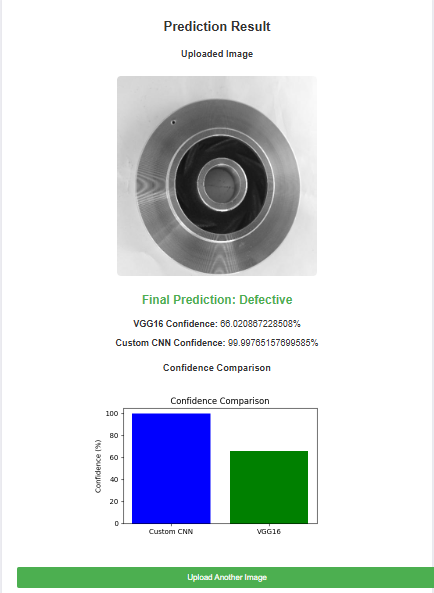 Prediction Result
Uploaded Image
Final Prediction: Defective
VGG16 Confidence: 66.020867228508%
Custom CNN Confidence: 99.99765157699585%
Confidence Comparison
Confidence Comparison
Confidence (%)
100
80
60
40
20
0
Custom CNN VGG16
Upload Another Image